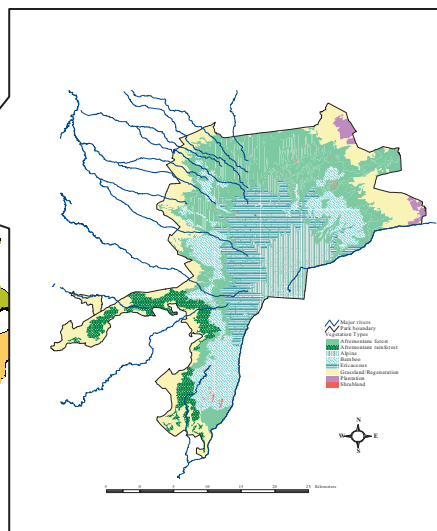 Major rivers
Park boundary
Vegetation Types
Afromontane forest
Afromontane rainforest
Alpine
Bamboo
Ericaceous
Grassland/Regeneration
Plantation
Shrubland
N
W E
S
5 0 5 10 15 20 25 Kilometers